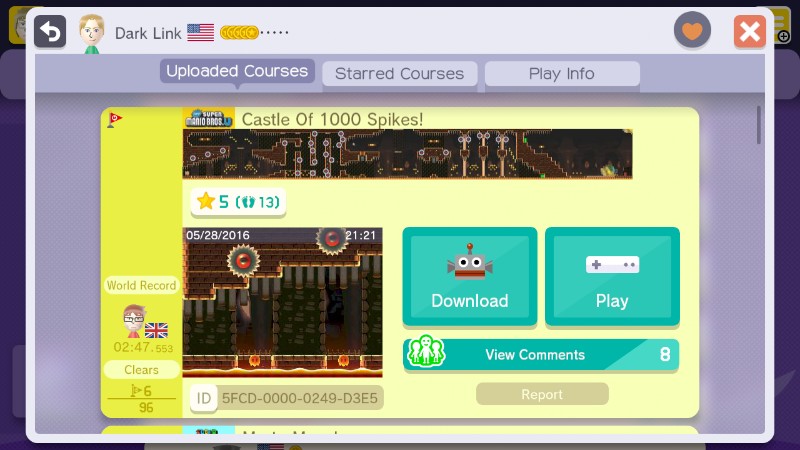 Dark Link
Uploaded Courses
Starred Courses
Play Info
SUPER
MARIO BROS. U
Castle Of 1000 Spikes!
5 (13)
05/28/2016
21:21
Download
Play
World Record
02:47.553
Clears
6
96
View Comments
8
ID
5FCD-0000-0249-D3E5
Report